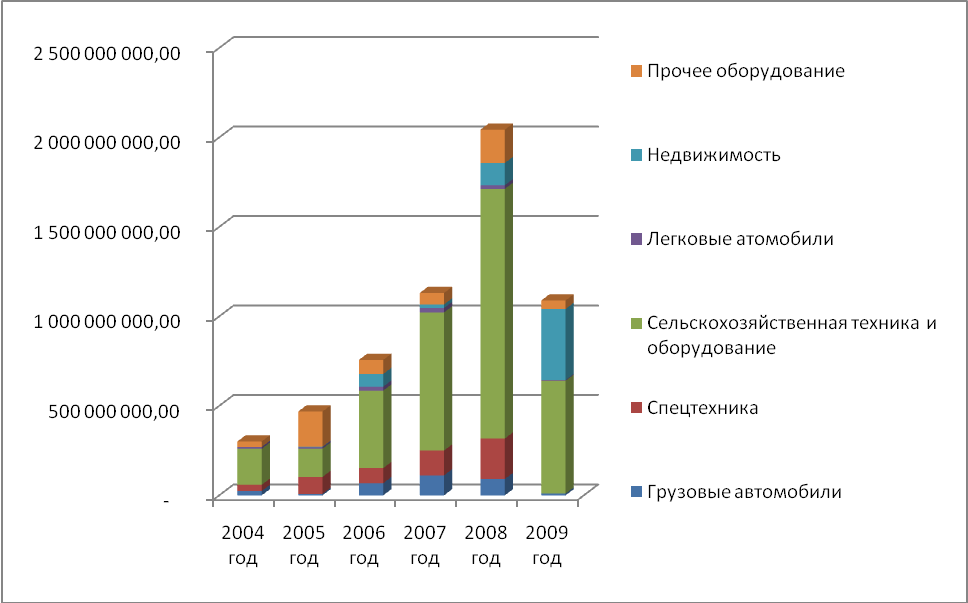 2 500 000 000,00
2 000 000 000,00
1 500 000 000,00
1 000 000 000,00
500 000 000,00
-
2004 год
2005 год
2006 год
2007 год
2008 год
2009 год
Прочее оборудование
Недвижимость
Легковые атомобили
Сельскохозяйственная техника и
оборудование
Спецтехника
Грузовые автомобили